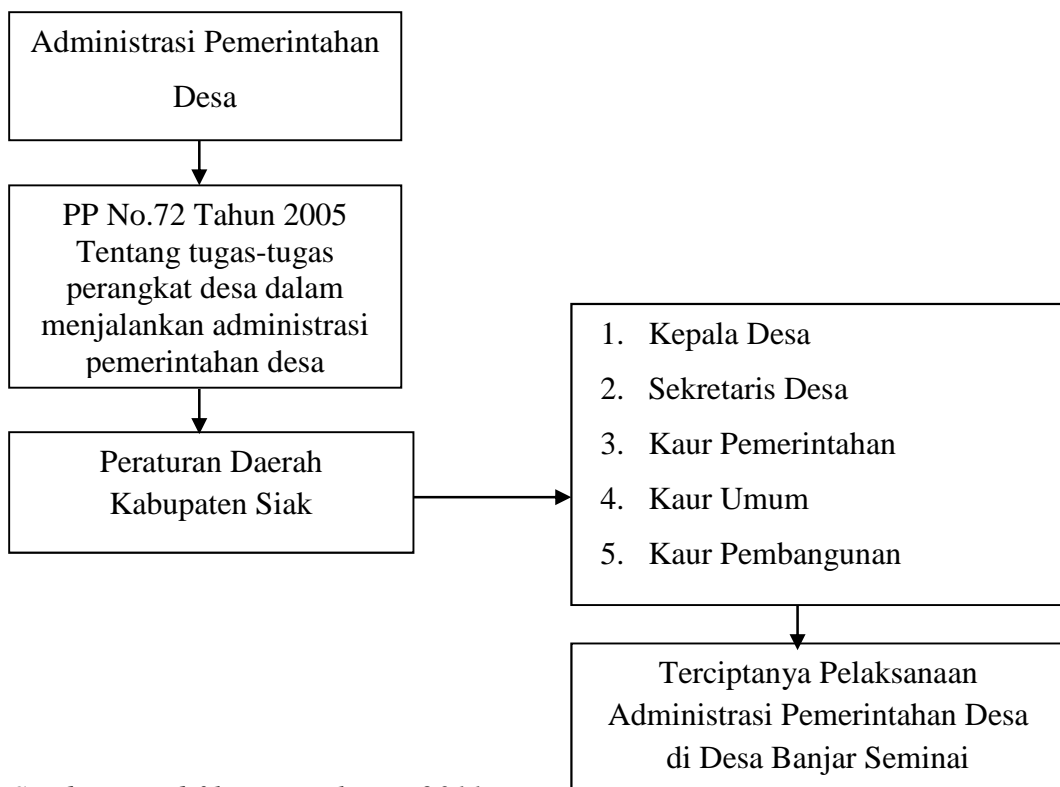 Administrasi Pemerintahan
Desa
PP No.72 Tahun 2005
Tentang tugas-tugas
perangkat desa dalam
menjalankan administrasi
pemerintahan desa
Peraturan Daerah
Kabupaten Siak
1. Kepala Desa
2. Sekretaris Desa
3. Kaur Pemerintahan
4. Kaur Umum
5. Kaur Pembangunan
Terciptanya Pelaksanaan
Administrasi Pemerintahan Desa
di Desa Banjar Seminai